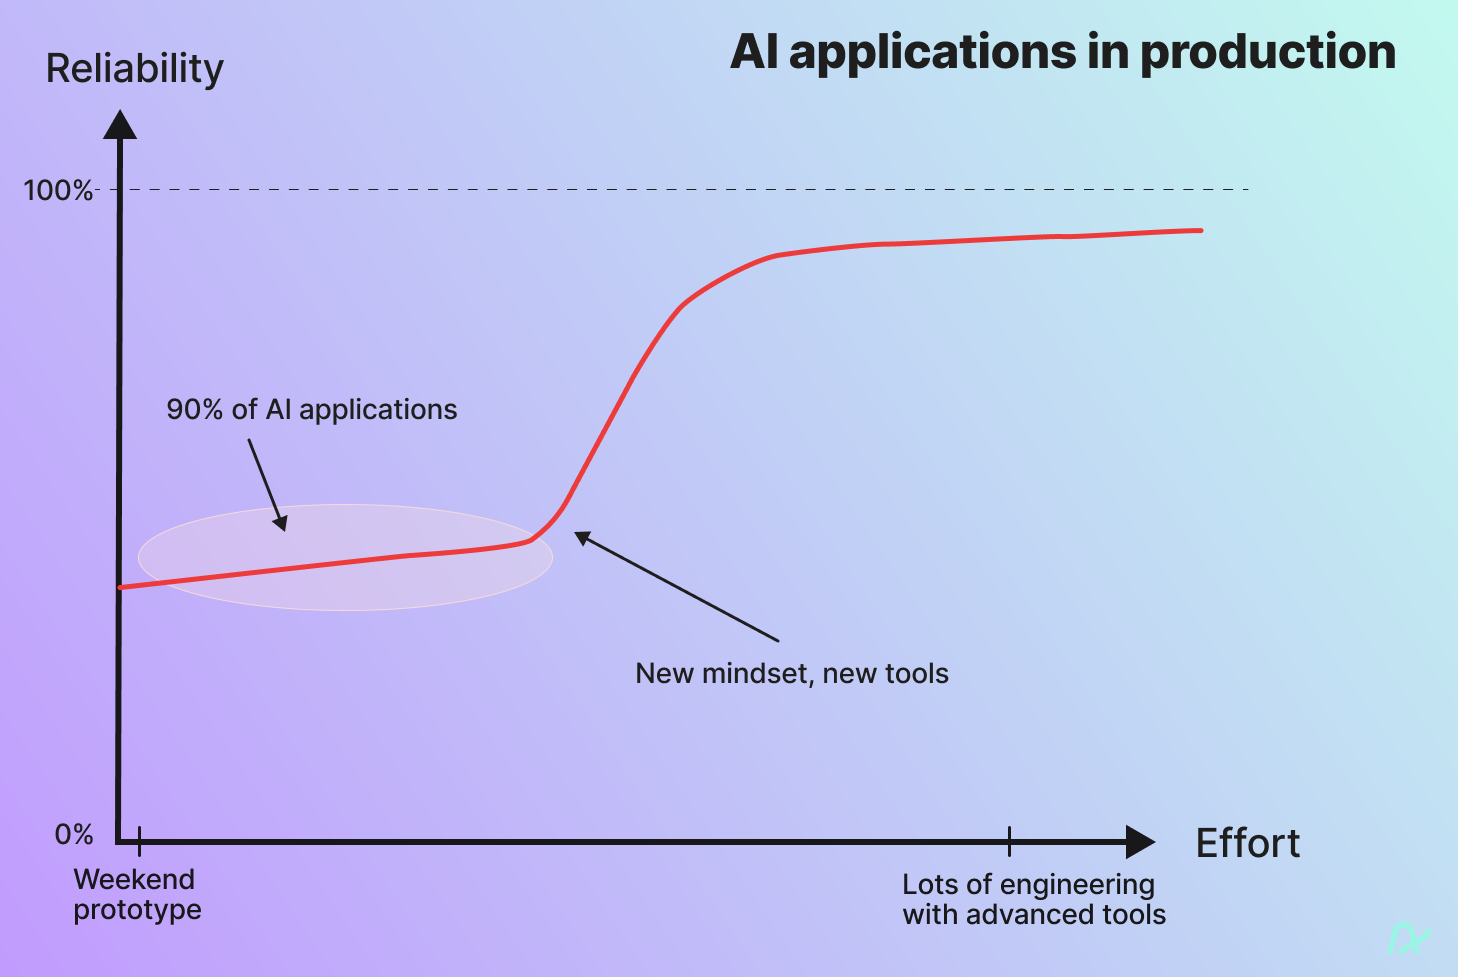 AI applications in production
Reliability
100%
90% of AI applications
New mindset, new tools
0%
Effort
Weekend
prototype
Lots of engineering
with advanced tools